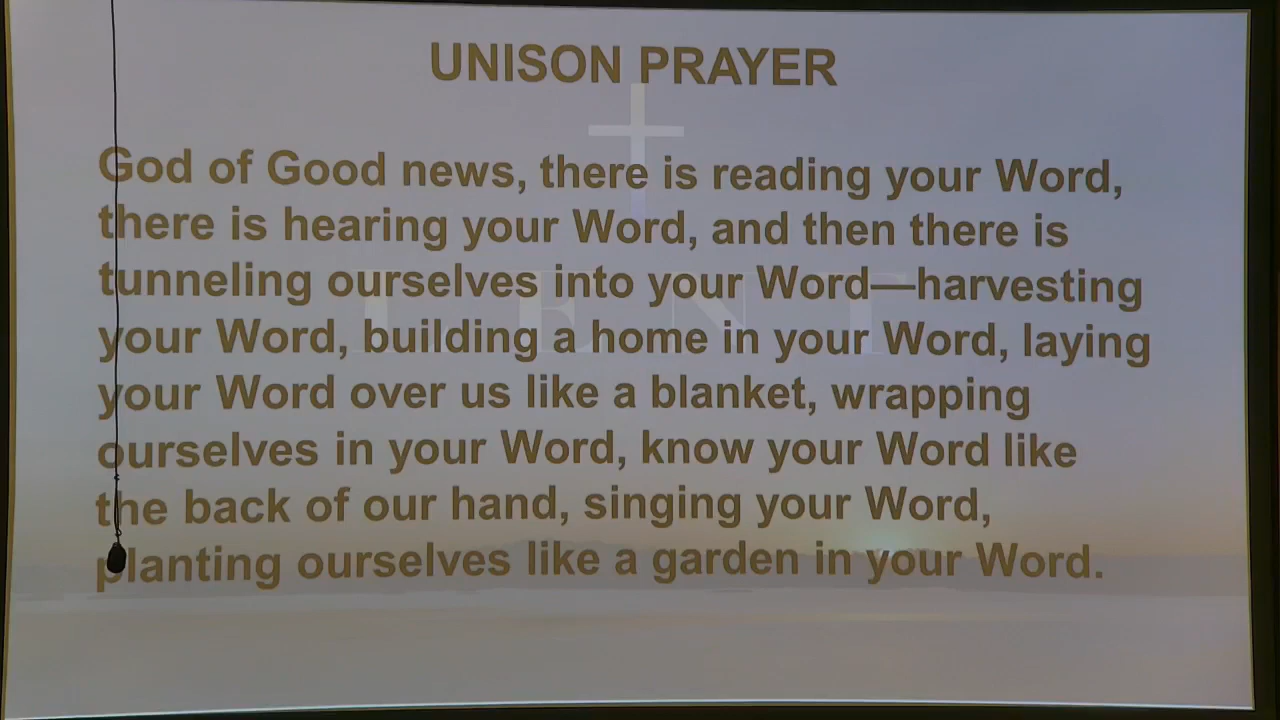 UNISON PRAYER
God of Good news, there is reading your Word,
there is hearing your Word, and then there is
tunneling ourselves into your Word—harvesting
your Word, building a home in your Word, laying
your Word over us like a blanket, wrapping
ourselves in your Word, know your Word like
the back of our hand, singing your Word,
planting ourselves like a garden in your Word.
LENT